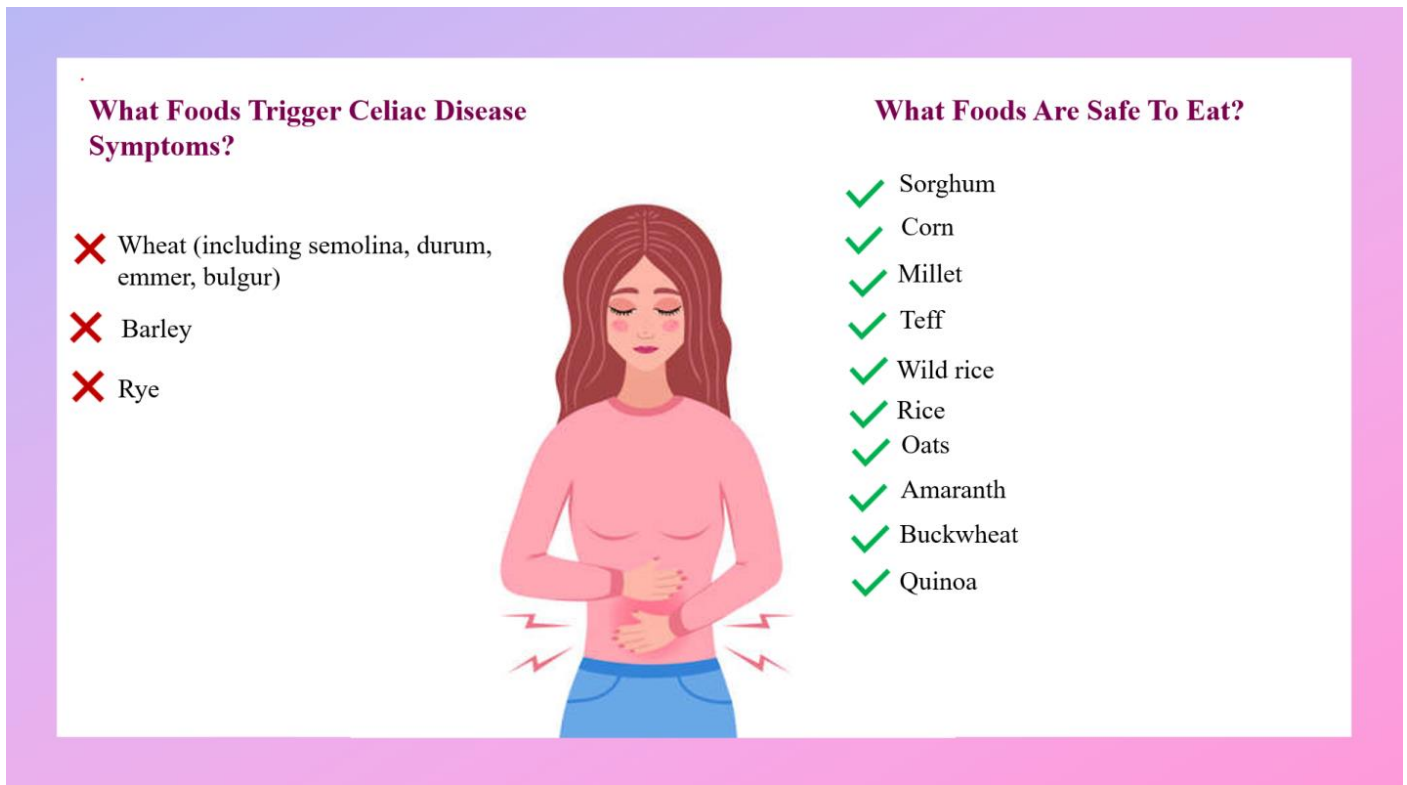 What Foods Trigger Celiac Disease
Symptoms?
Wheat (including semolina, durum,
emmer, bulgur)
Barley
Rye
What Foods Are Safe To Eat?
Sorghum
Corn
Millet
Teff
Wild rice
Rice
Oats
Amaranth
Buckwheat
Quinoa